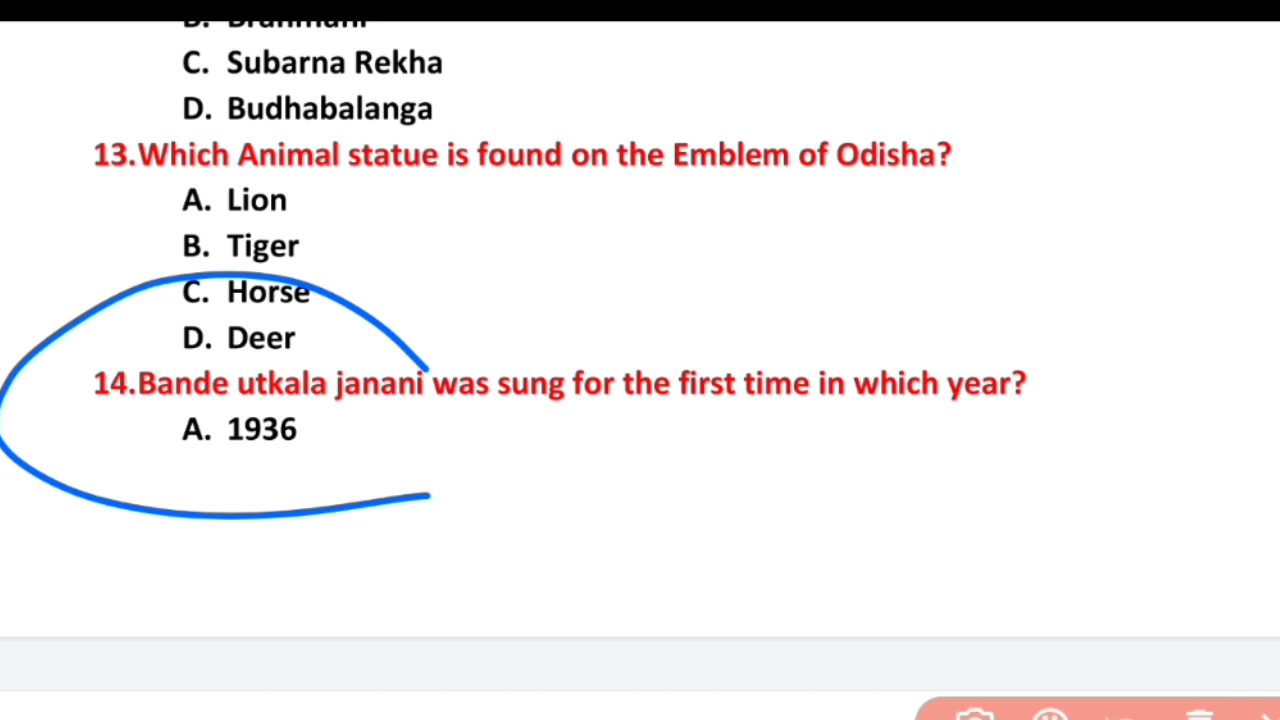 C. Subarna Rekha
D. Budhabalanga
13.Which Animal statue is found on the Emblem of Odisha?
A. Lion
B. Tiger
C. Horse
D. Deer
14.Bande utkala janani was sung for the first time in which year?
A. 1936